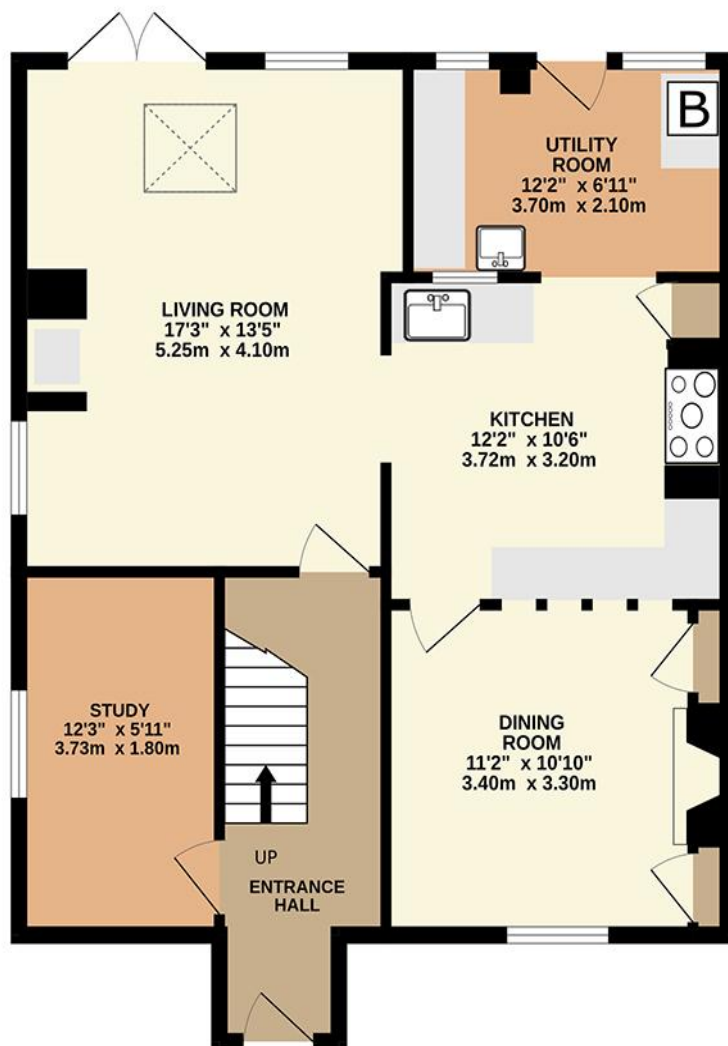 UTILITY
ROOM
12'2" x 6'11"
3.70m x 2.10m
B
LIVING ROOM
17'3" x 13'5"
5.25m x 4.10m
KITCHEN
12'2" x 10'6"
3.72m x 3.20m
STUDY
12'3" x 5'11"
3.73m x 1.80m
DINING
ROOM
11'2" x 10'10"
3.40m x 3.30m
UP
ENTRANCE
HALL